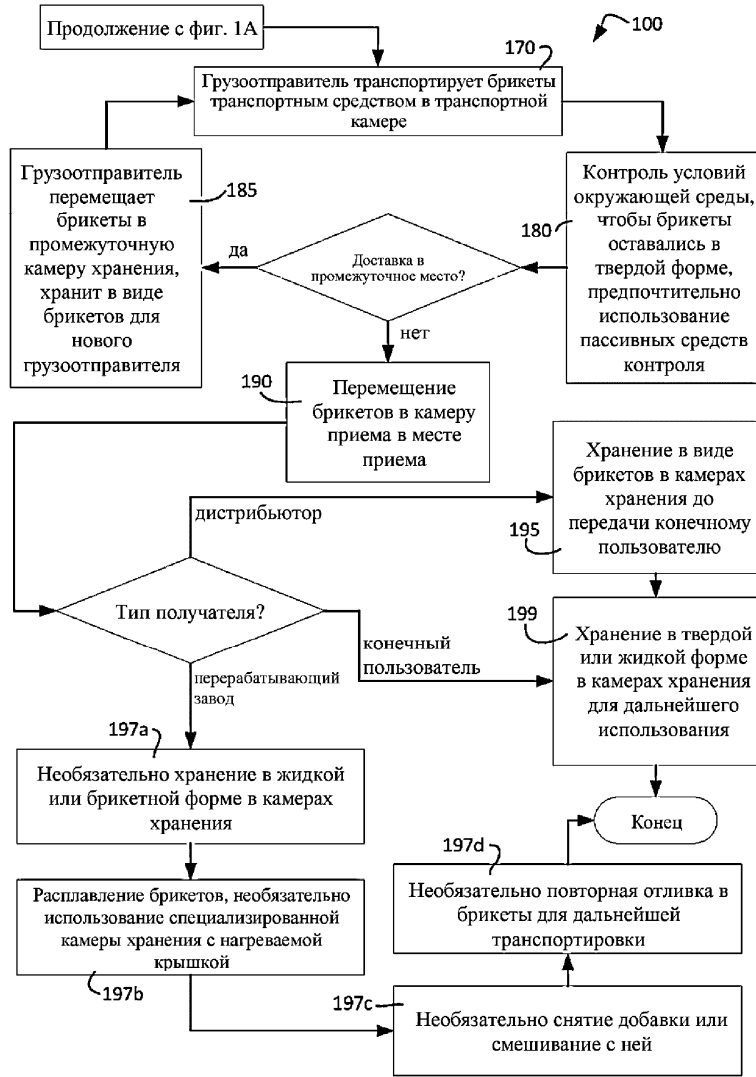 Продолжение с фиг. 1A
100
170
Грузоотправитель транспортирует брикеты
транспортным средством в транспортной
камере
185
Грузоотправитель
перемещает
брикеты в
промежуточную
камеру хранения,
хранит в виде
брикетов для
нового
грузоотправителя
да
Доставка в
промежуточное место?
нет
180
Контроль условий
окружающей среды,
чтобы брикеты
оставались в
твердой форме,
предпочтительно
использование
пассивных средств
контроля
190
Перемещение
брикетов в камеру
приема в месте
приема
дистрибьютор
Хранение в виде
брикетов в камерах
хранения до
передачи конечному
пользователю
195
Тип получателя?
конечный
пользователь
199
Хранение в твердой
или жидкой форме
в камерах хранения
для дальнейшего
использования
перерабатывающий
завод
197a
Необязательно хранение в жидкой
или брикетной форме в камерах
хранения
Конец
197d
Необязательно повторная отливка в
брикеты для дальнейшей
транспортировки
Расплавление брикетов, необязательно
использование специализированной
камеры хранения с нагреваемой
крышкой
197b
197c
Необязательно снятие добавки или
смешивание с ней